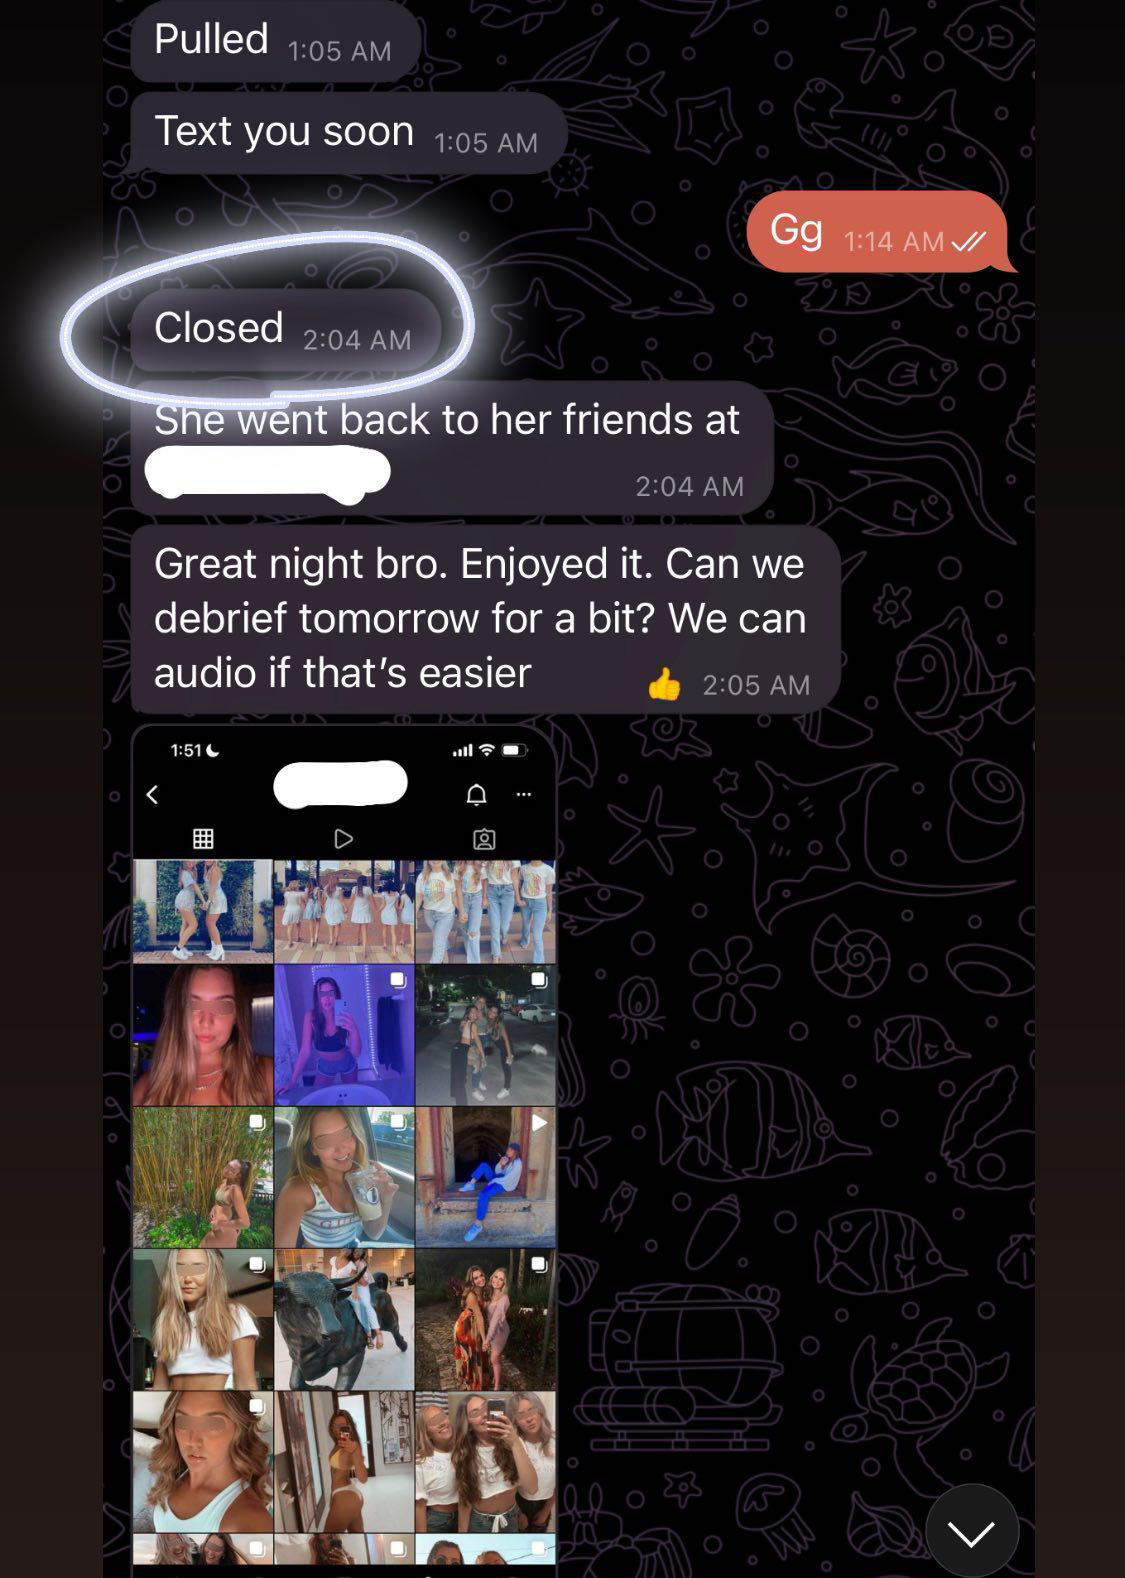 Pulled 1:05 AM
Text you soon 1:05 AM
Gg 1:14 AM
Closed 2:04 AM
She went back to her friends at
2:04 AM
Great night bro. Enjoyed it. Can we
debrief tomorrow for a bit? We can
audio if that's easier 👍 2:05 AM
1:51